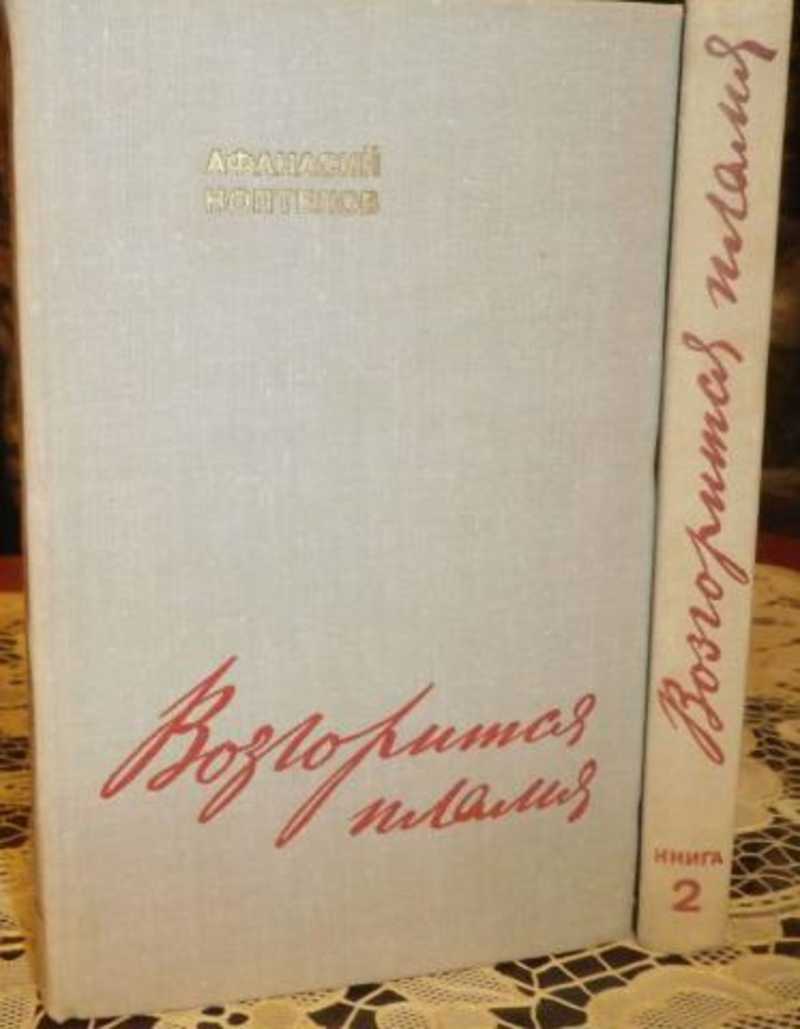 АФАНАСИЙ
КОПТЕЛОВ
Возгорится
пламя
Возгорится пламя
КНИГА
2